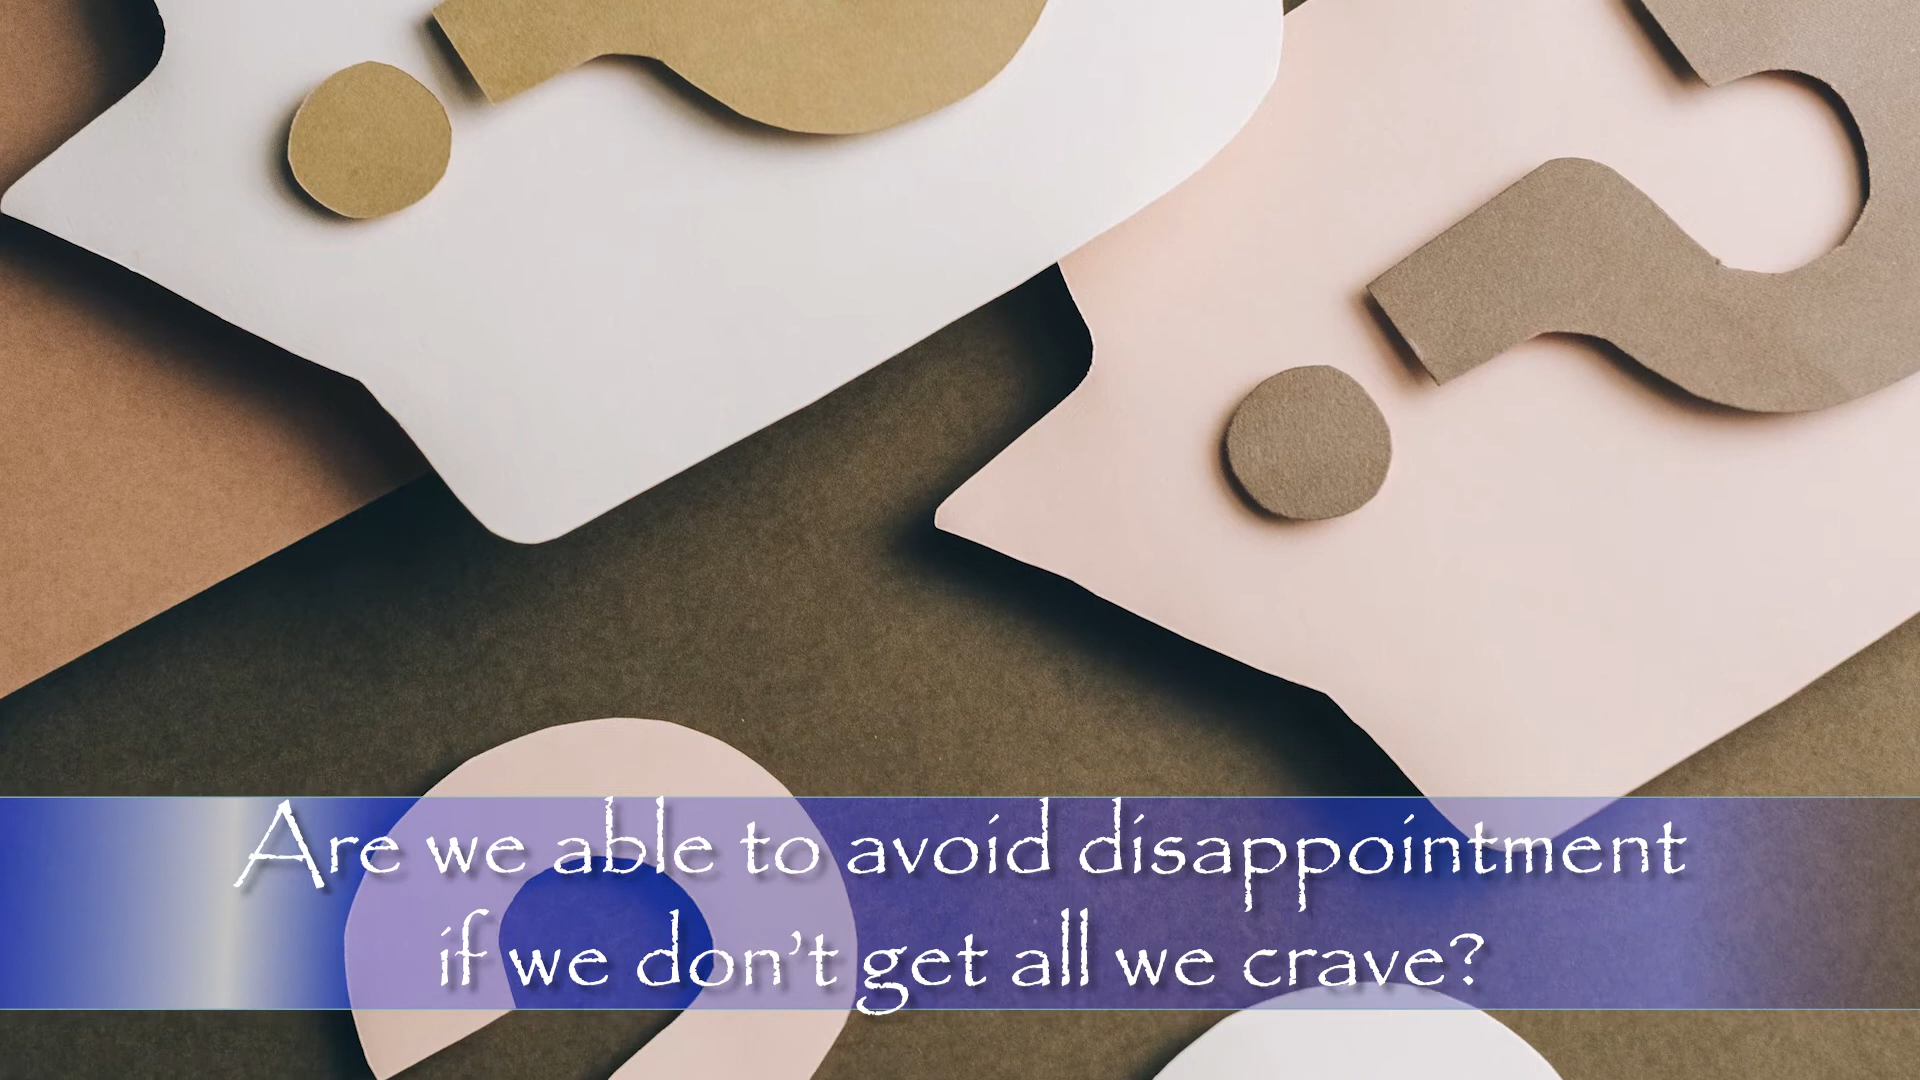 Are we able to avoid disappointment
if we don’t get all we crave?